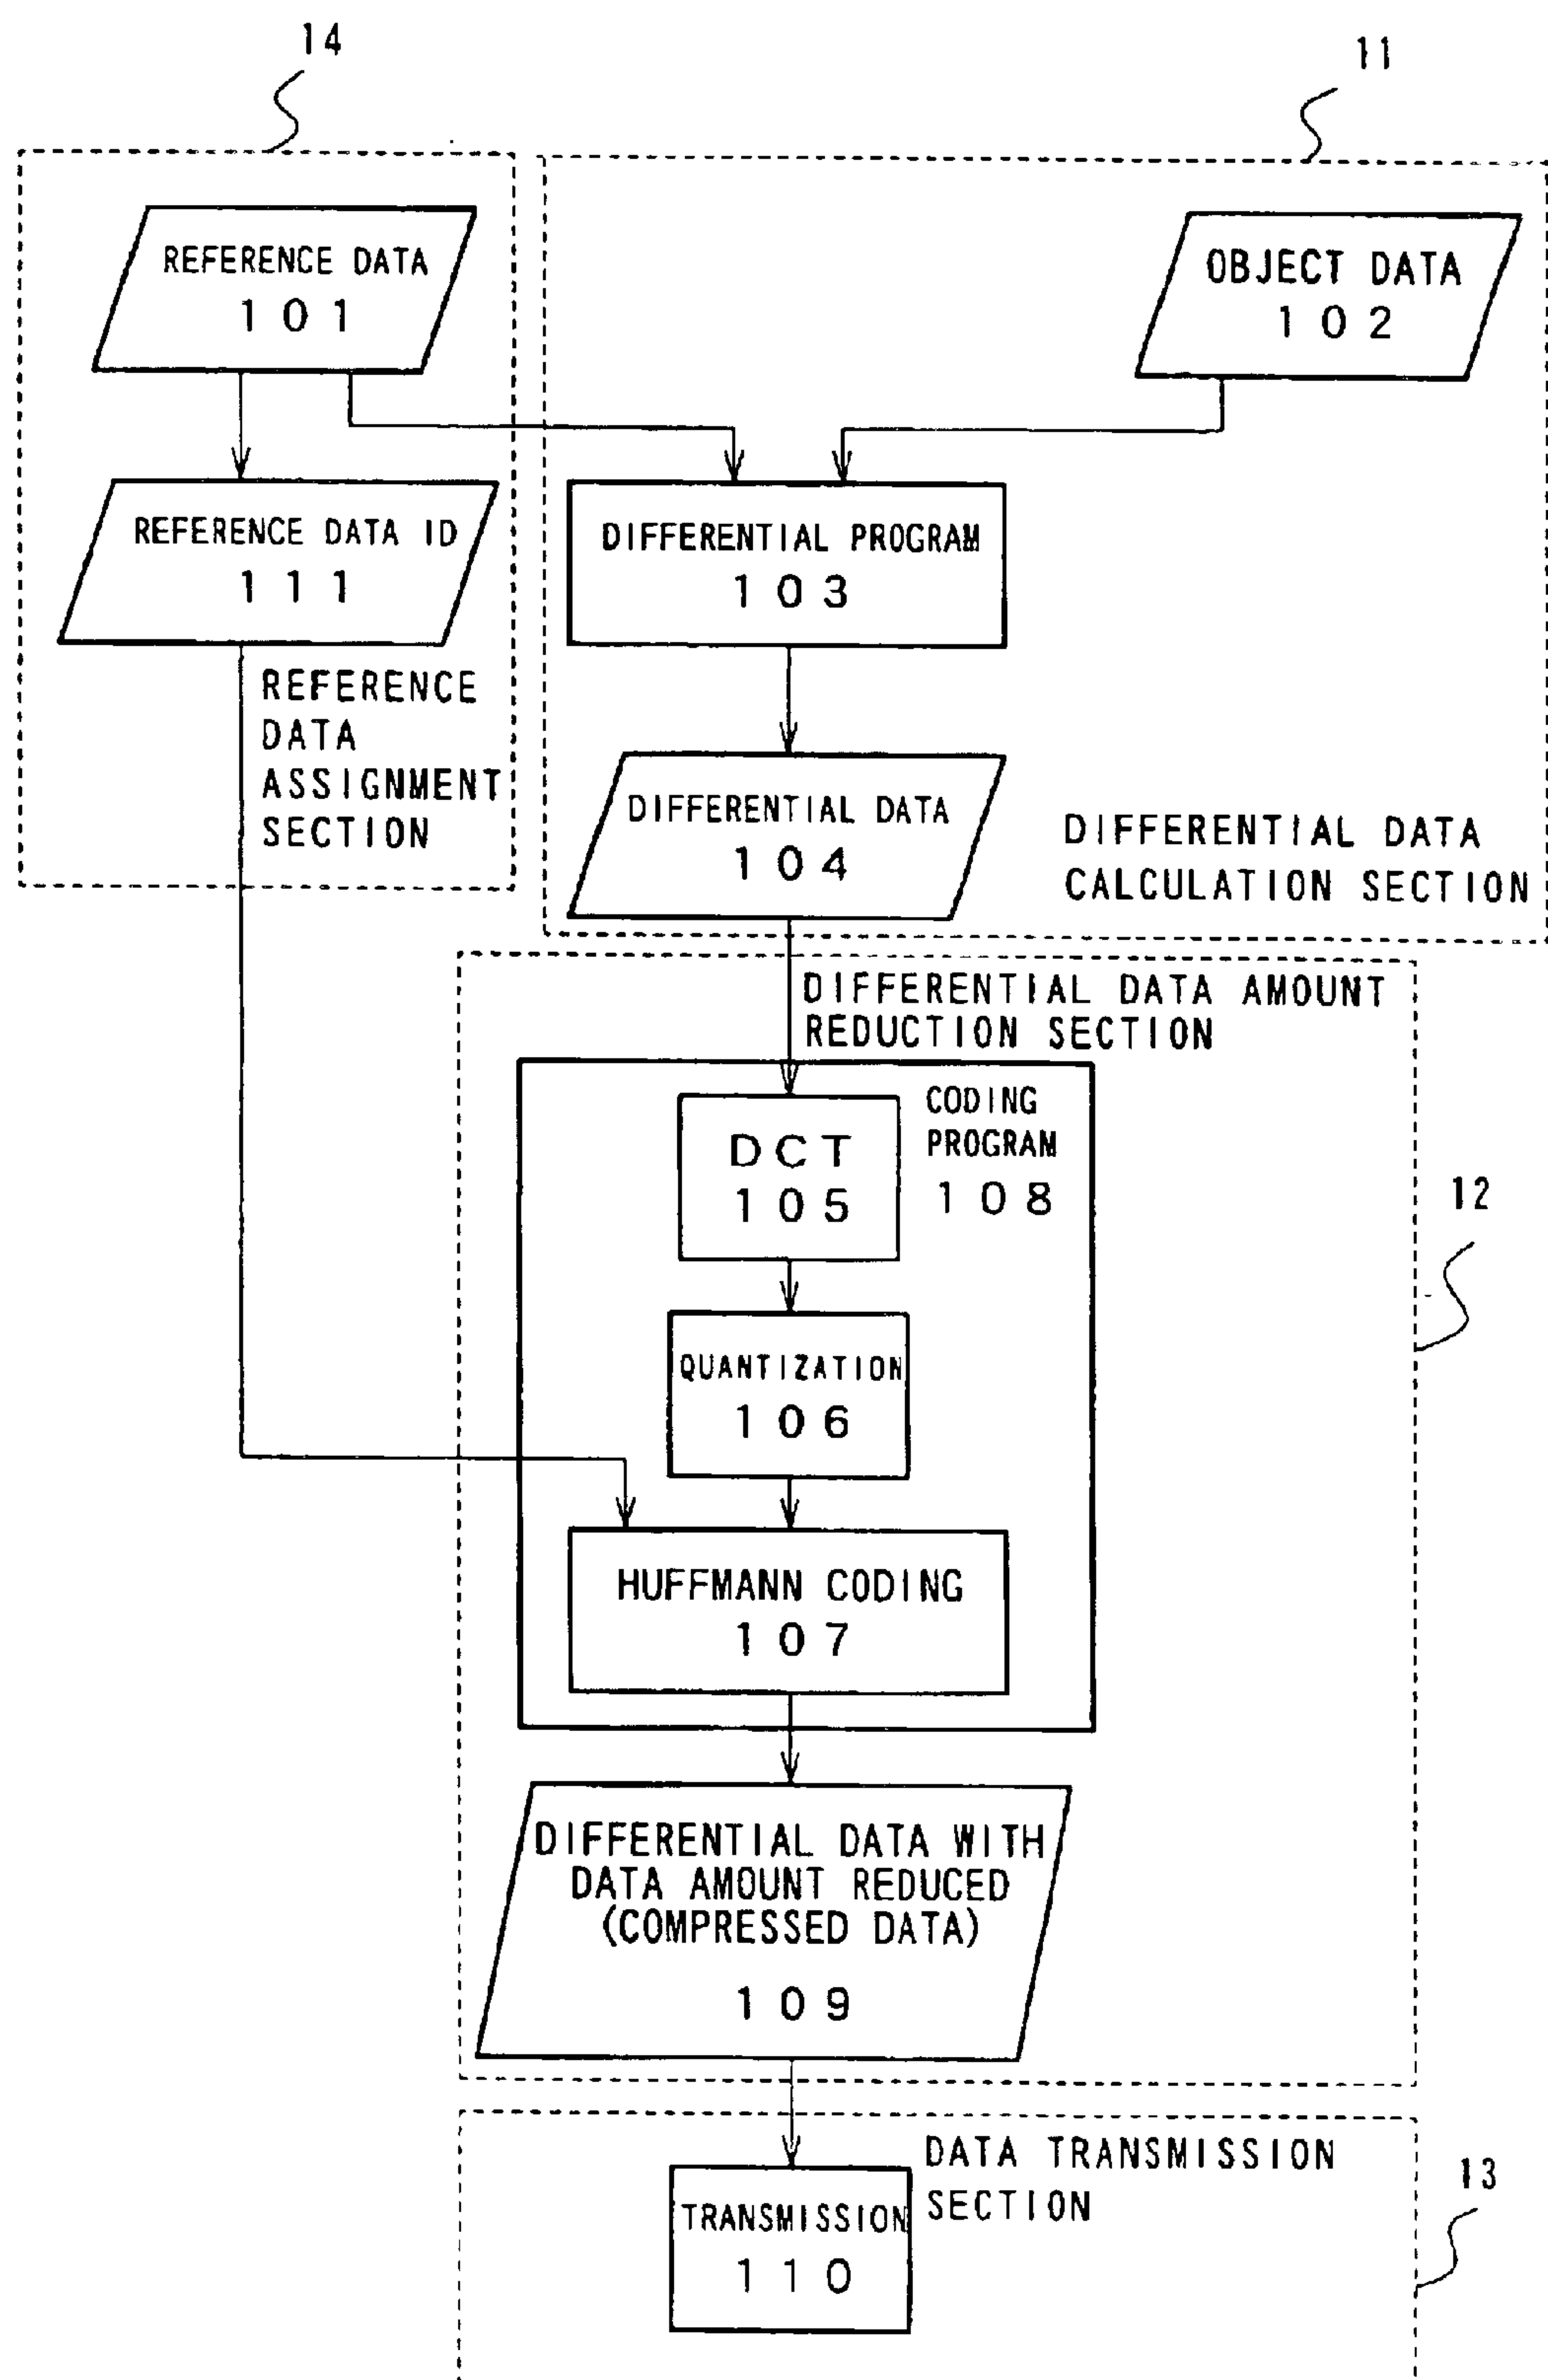 14
11
REFERENCE DATA
101
OBJECT DATA
102
REFERENCE DATA ID
111
DIFFERENTIAL PROGRAM
103
REFERENCE
DATA
ASSIGNMENT
SECTION
DIFFERENTIAL DATA
104
DIFFERENTIAL DATA
CALCULATION SECTION
DIFFERENTIAL DATA AMOUNT
REDUCTION SECTION
CODING
PROGRAM
108
DCT
105
12
QUANTIZATION
106
HUFFMANN CODING
107
DIFFERENTIAL DATA WITH
DATA AMOUNT REDUCED
(COMPRESSED DATA)
109
DATA TRANSMISSION
SECTION
13
TRANSMISSION
110